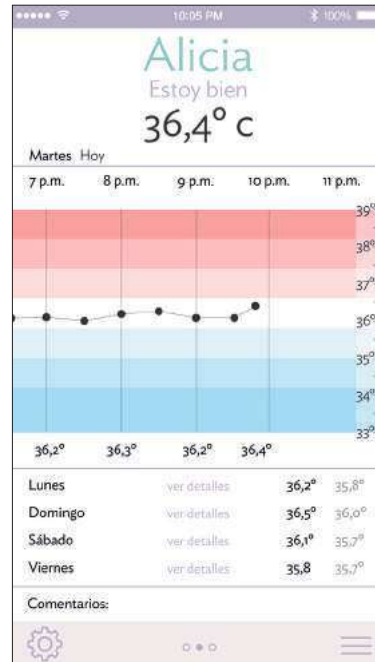 10:05 PM 100%
Alicia
Estoy bien
36,4° c
Martes Hoy
7 p.m. 8 p.m. 9 p.m. 10 p.m. 11 p.m.
39°
38°
37°
36°
35°
34°
33°
36,2° 36,3° 36,2° 36,4°
Lunes ver detalles 36,2° 35,8°
Domingo ver detalles 36,5° 36,0°
Sábado ver detalles 36,1° 35,7°
Viernes ver detalles 35,8 35,7°
Comentarios: